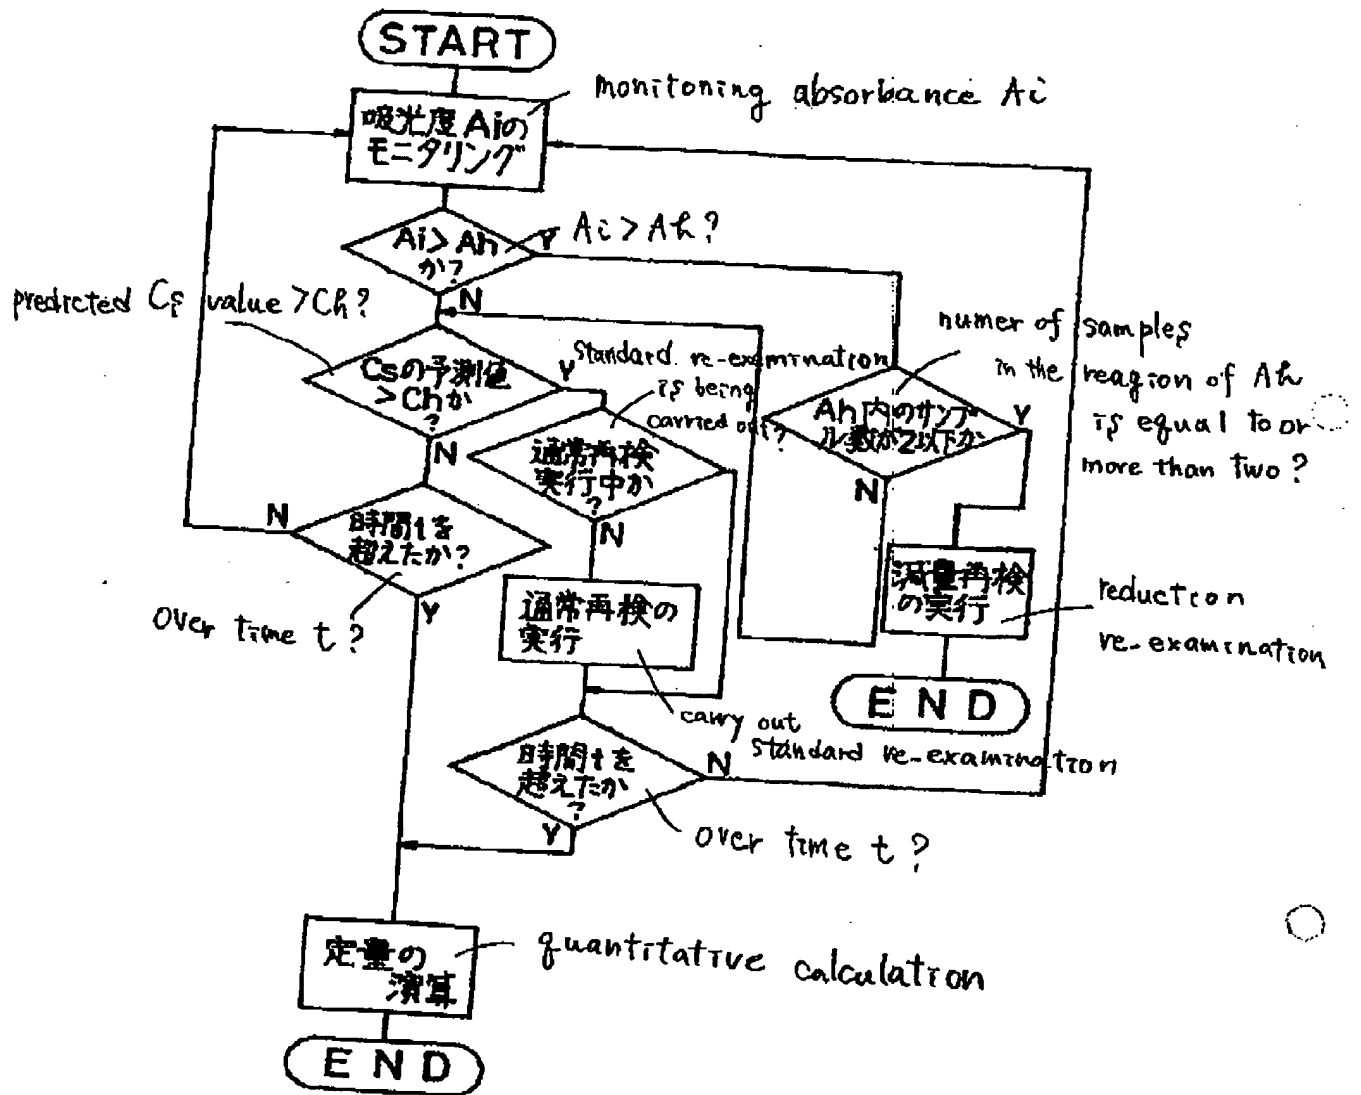 START
monitoning absorbance Ai
吸光度Aiの
モニタリング
Ai>Ah
か?
Y
Ai>Ah?
N
predicted Cs value >Ch?
Csの予測値
>Chか
?
Y
N
Standard re-examination
is being
carried out?
通常再検
実行中か
?
N
numer of samples
in the reagion of Ah
is equal to or
more than two?
Ah内のサンプ
ル数が2以下か
Y
N
時間tを
超えたか?
N
Y
Over time t?
通常再検の
実行
carry out
standard re-examination
減量再検
の実行
reduction
re-examination
END
時間tを
超えたか
?
N
Y
over time t?
定量の
演算
quantitative calculation
END